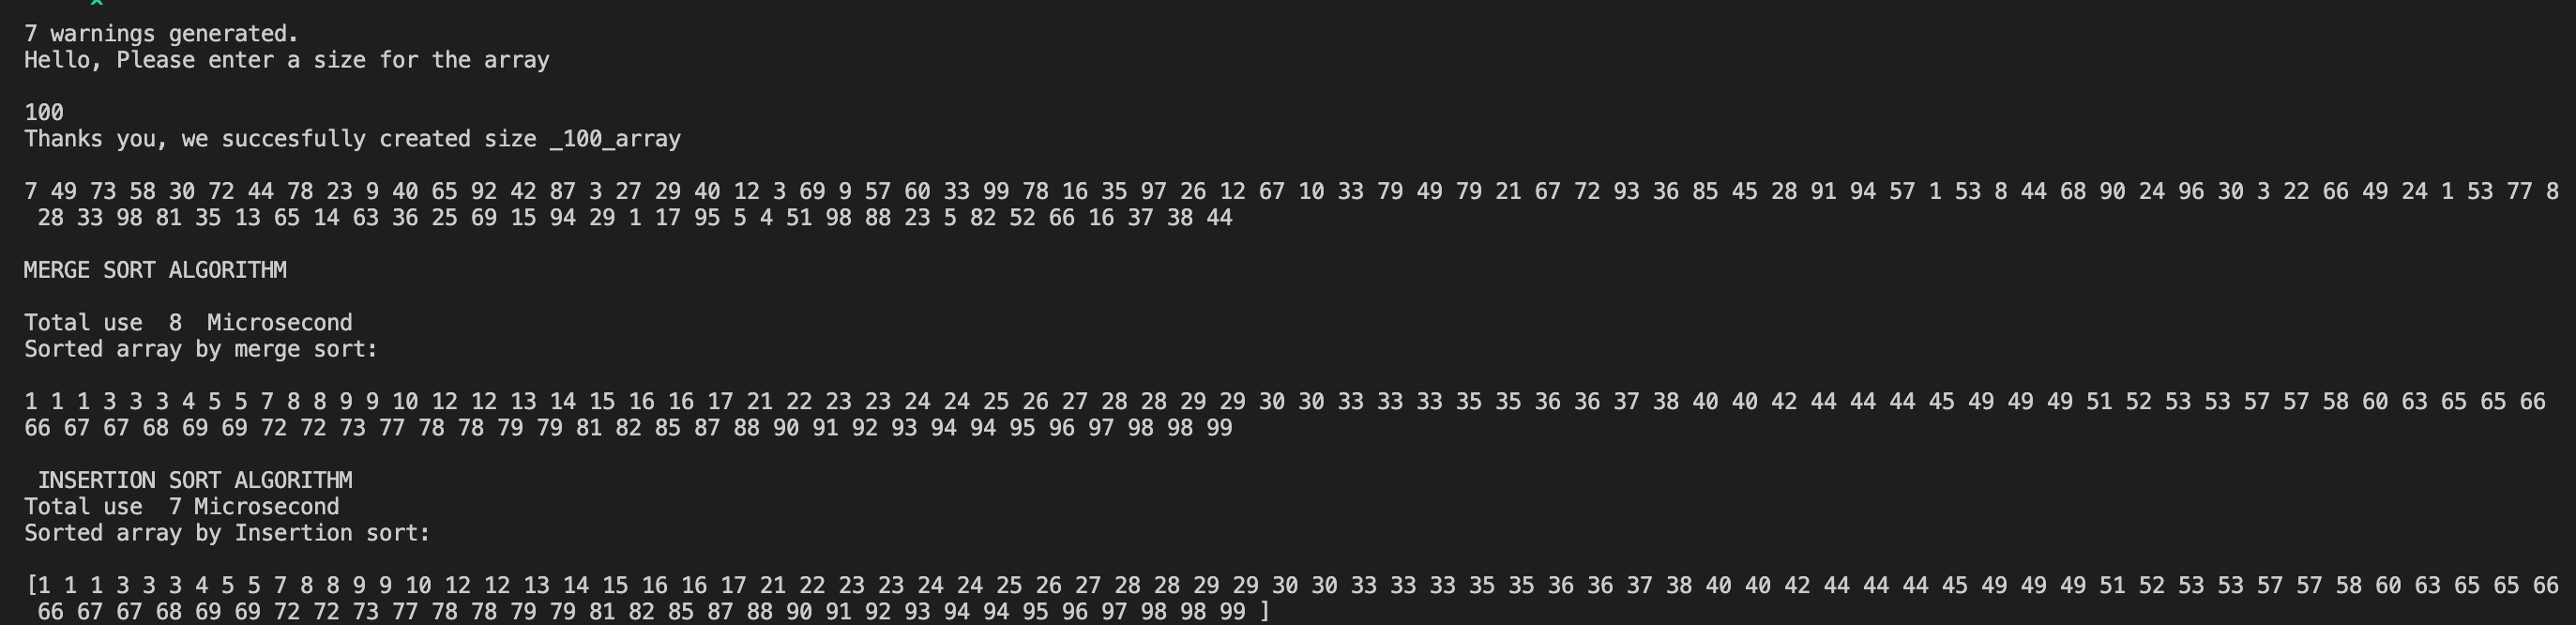 7 warnings generated.
Hello, Please enter a size for the array
100
Thanks you, we succesfully created size _100_array
7 49 73 58 30 72 44 78 23 9 40 65 92 42 87 3 27 29 40 12 3 69 9 57 60 33 99 78 16 35 97 26 12 67 10 33 79 49 79 21 67 72 93 36 85 45 28 91 94 57 1 53 8 44 68 90 24 96 30 3 22 66 49 24 1 53 77 8
28 33 98 81 35 13 65 14 63 36 25 69 15 94 29 1 17 95 5 4 51 98 88 23 5 82 52 66 16 37 38 44
MERGE SORT ALGORITHM
Total use  8  Microsecond
Sorted array by merge sort:
1 1 1 3 3 3 4 5 5 7 8 8 9 9 10 12 12 13 14 15 16 16 17 21 22 23 23 24 24 25 26 27 28 28 29 29 30 30 33 33 33 35 35 36 36 37 38 40 40 42 44 44 44 45 49 49 49 51 52 53 53 57 57 58 60 63 65 65 66
66 67 67 68 69 69 72 72 73 77 78 78 79 79 81 82 85 87 88 90 91 92 93 94 94 95 96 97 98 98 99
INSERTION SORT ALGORITHM
Total use  7 Microsecond
Sorted array by Insertion sort:
[1 1 1 3 3 3 4 5 5 7 8 8 9 9 10 12 12 13 14 15 16 16 17 21 22 23 23 24 24 25 26 27 28 28 29 29 30 30 33 33 33 35 35 36 36 37 38 40 40 42 44 44 44 45 49 49 49 51 52 53 53 57 57 58 60 63 65 65 66
66 67 67 68 69 69 72 72 73 77 78 78 79 79 81 82 85 87 88 90 91 92 93 94 94 95 96 97 98 98 99 ]